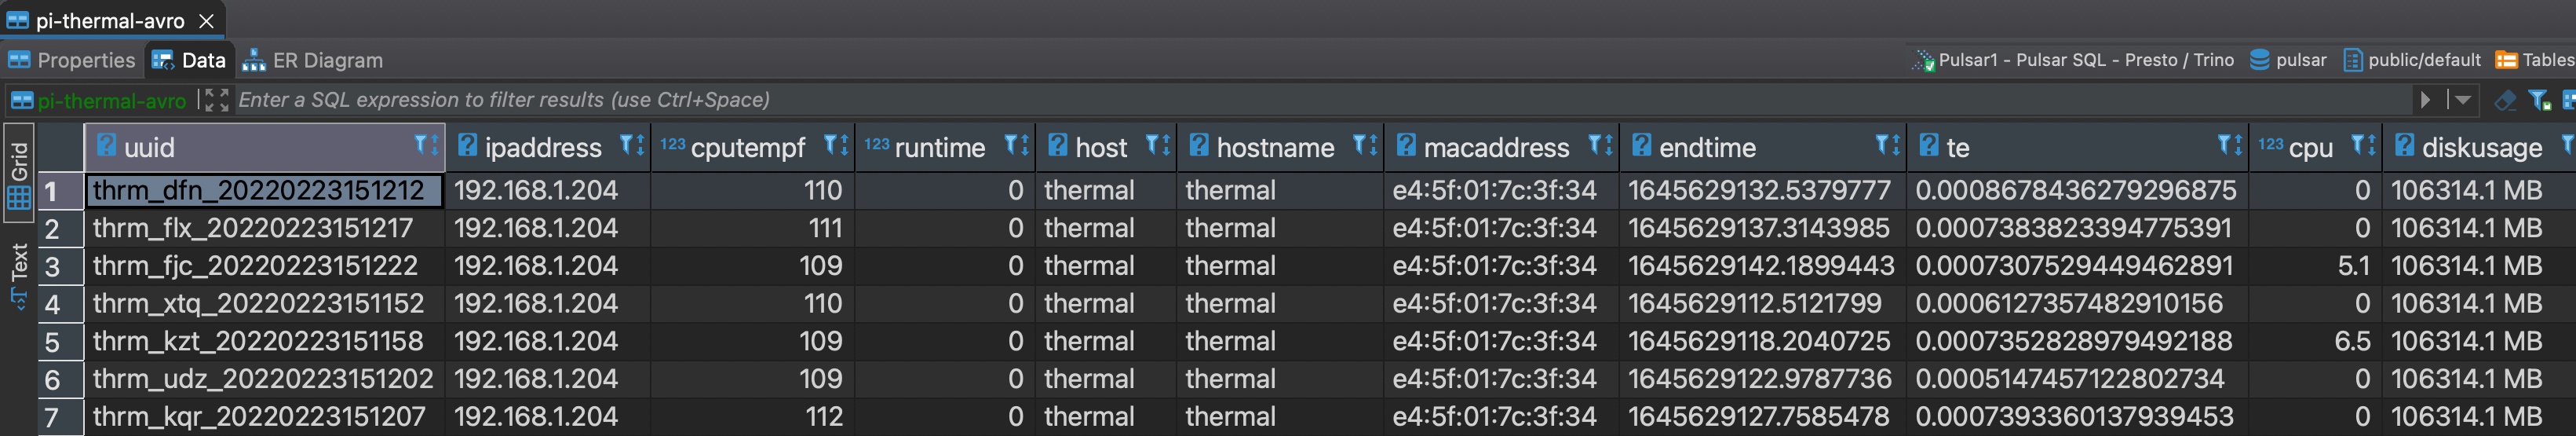 pi-thermal-avro
Properties Data ER Diagram Pulsar1 - Pulsar SQL - Presto / Trino pulsar public/default Tables
pi-thermal-avro Enter a SQL expression to filter results (use Ctrl+Space)
Grid
Text
uuid ipaddress 123 cputempf 123 runtime host hostname macaddress endtime te 123 cpu diskusage
1 thrm_dfn_20220223151212 192.168.1.204 110 0 thermal thermal e4:5f:01:7c:3f:34 1645629132.5379777 0.0008678436279296875 0 106314.1 MB
2 thrm_flx_20220223151217 192.168.1.204 111 0 thermal thermal e4:5f:01:7c:3f:34 1645629137.3143985 0.00073838233947753​91 0 106314.1 MB
3 thrm_fjc_20220223151222 192.168.1.204 109 0 thermal thermal e4:5f:01:7c:3f:34 1645629142.1899443 0.0007307529449462891 5.1 106314.1 MB
4 thrm_xtq_20220223151152 192.168.1.204 110 0 thermal thermal e4:5f:01:7c:3f:34 1645629112.5121799 0.0006127357482910156 0 106314.1 MB
5 thrm_kzt_20220223151158 192.168.1.204 109 0 thermal thermal e4:5f:01:7c:3f:34 1645629118.2040725 0.0007352828979492188 6.5 106314.1 MB
6 thrm_udz_20220223151202 192.168.1.204 109 0 thermal thermal e4:5f:01:7c:3f:34 1645629122.9787736 0.0005147457122802734 0 106314.1 MB
7 thrm_kqr_20220223151207 192.168.1.204 112 0 thermal thermal e4:5f:01:7c:3f:34 1645629127.7585478 0.0007393360137939453 0 106314.1 MB